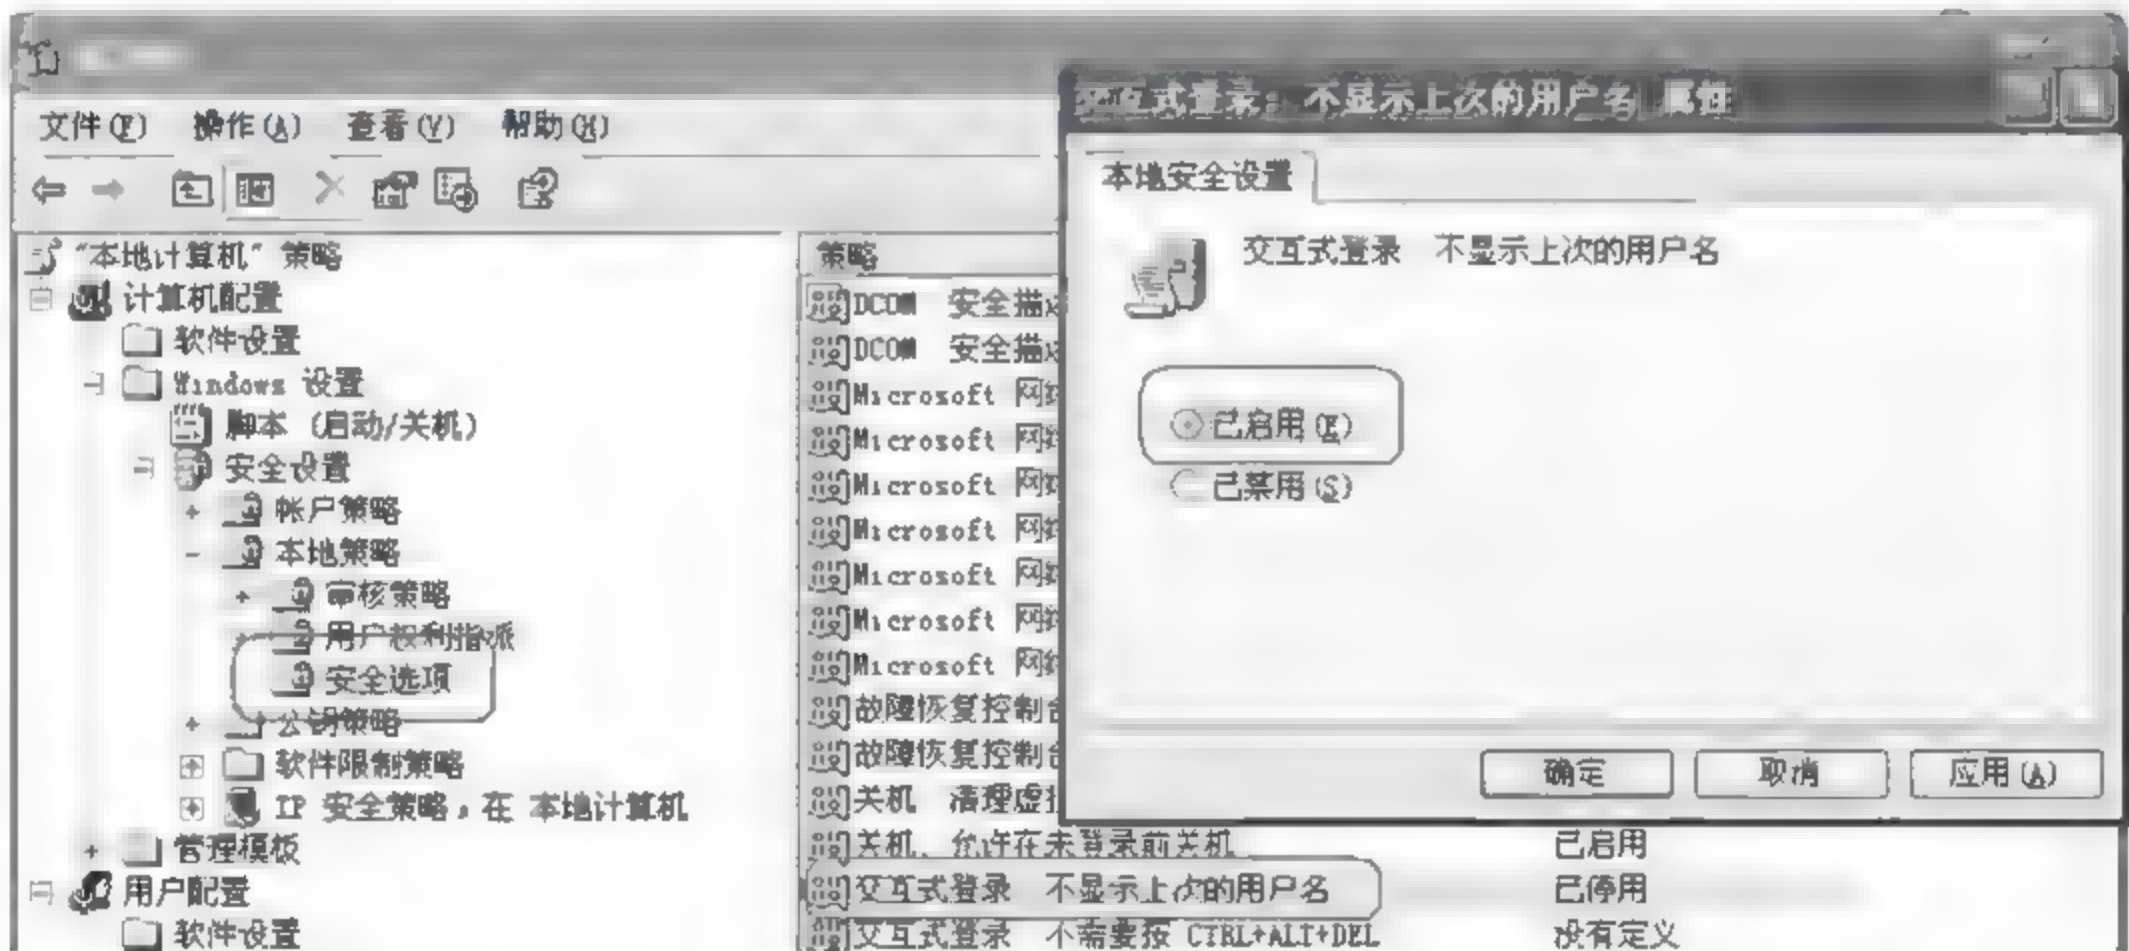 文件(F) 操作(A) 查看(V) 帮助(H)
“本地计算机”策略
计算机配置
软件设置
Windows 设置
脚本 (启动/关机)
安全设置
帐户策略
本地策略
审核策略
用户权利指派
安全选项
公钥策略
软件限制策略
IP 安全策略，在 本地计算机
管理模板
用户配置
软件设置
策略
DCOM 安全描
DCOM 安全描
Microsoft 网
Microsoft 网
Microsoft 网
Microsoft 网
Microsoft 网
Microsoft 网
Microsoft 网
故障恢复控制台
故障恢复控制台
关机 清理虚
关机、允许在未登录前关机 已启用
交互式登录 不显示上次的用户名 已停用
交互式登录 不需要按 CTRL+ALT+DEL 没有定义
交互式登录: 不显示上次的用户名 属性
本地安全设置
交互式登录 不显示上次的用户名
已启用(E)
已禁用(S)
确定 取消 应用(A)